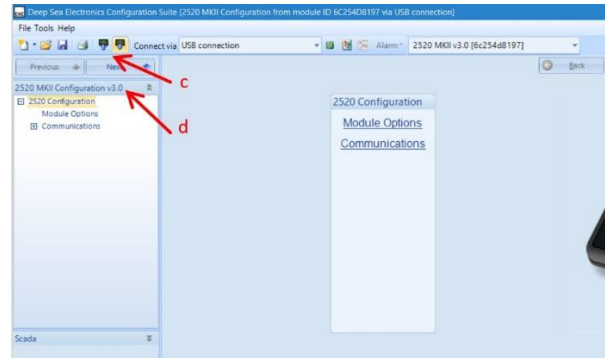 Deep Sea Electronics Configuration Suite [2520 MKII Configuration from module ID 6C254D8197 via USB connection]
File Tools Help
Connect via USB connection Alarm 2520 MKII v3.0 [6c254d8197]
Previous Next Back
c
2520 MKII Configuration v3.0
d
2520 Configuration
Module Options
Communications
2520 Configuration
Module Options
Communications
Scada